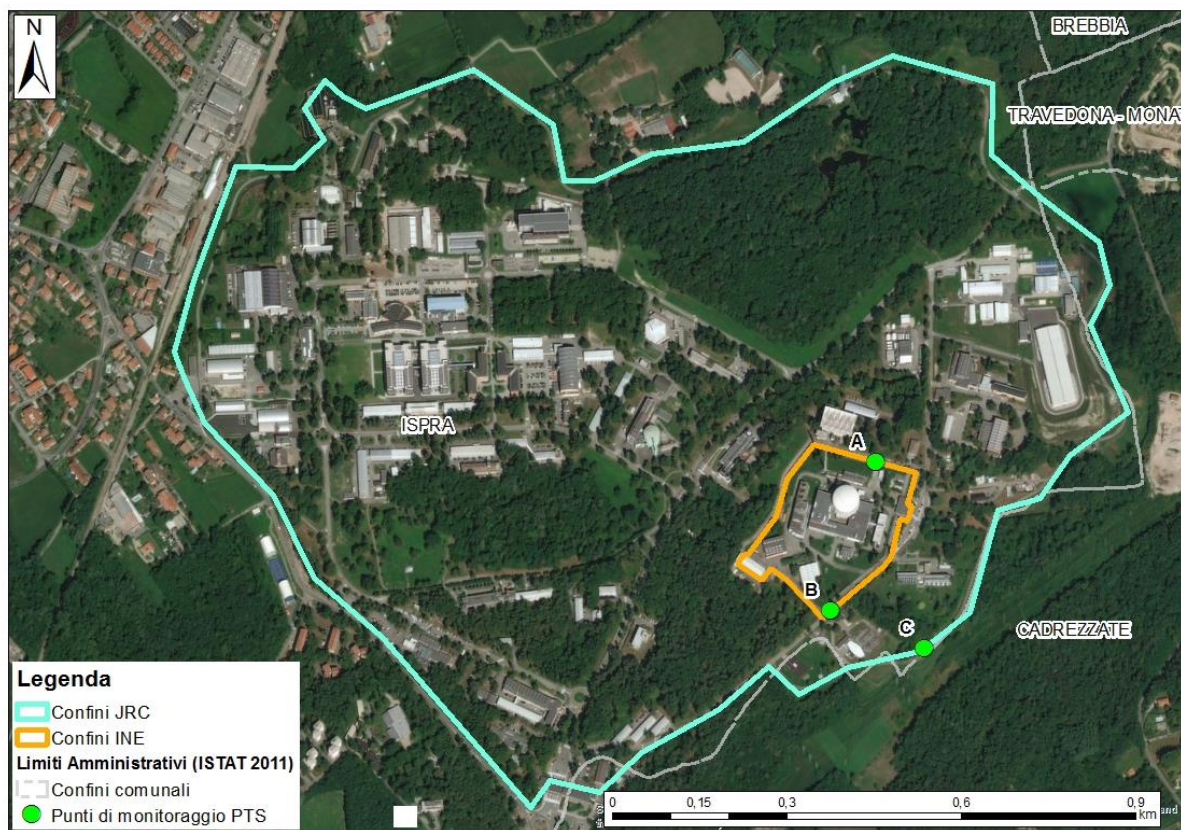 N
BREBBIA
TRAVEDONA - MONAT
A
ISPRA
B
C
CADREZZATE
Legenda
Confini JRC
Confini INE
Limiti Amministrativi (ISTAT 2011)
Confini comunali
Punti di monitoraggio PTS
0 0,15 0,3 0,6 0,9
km
and